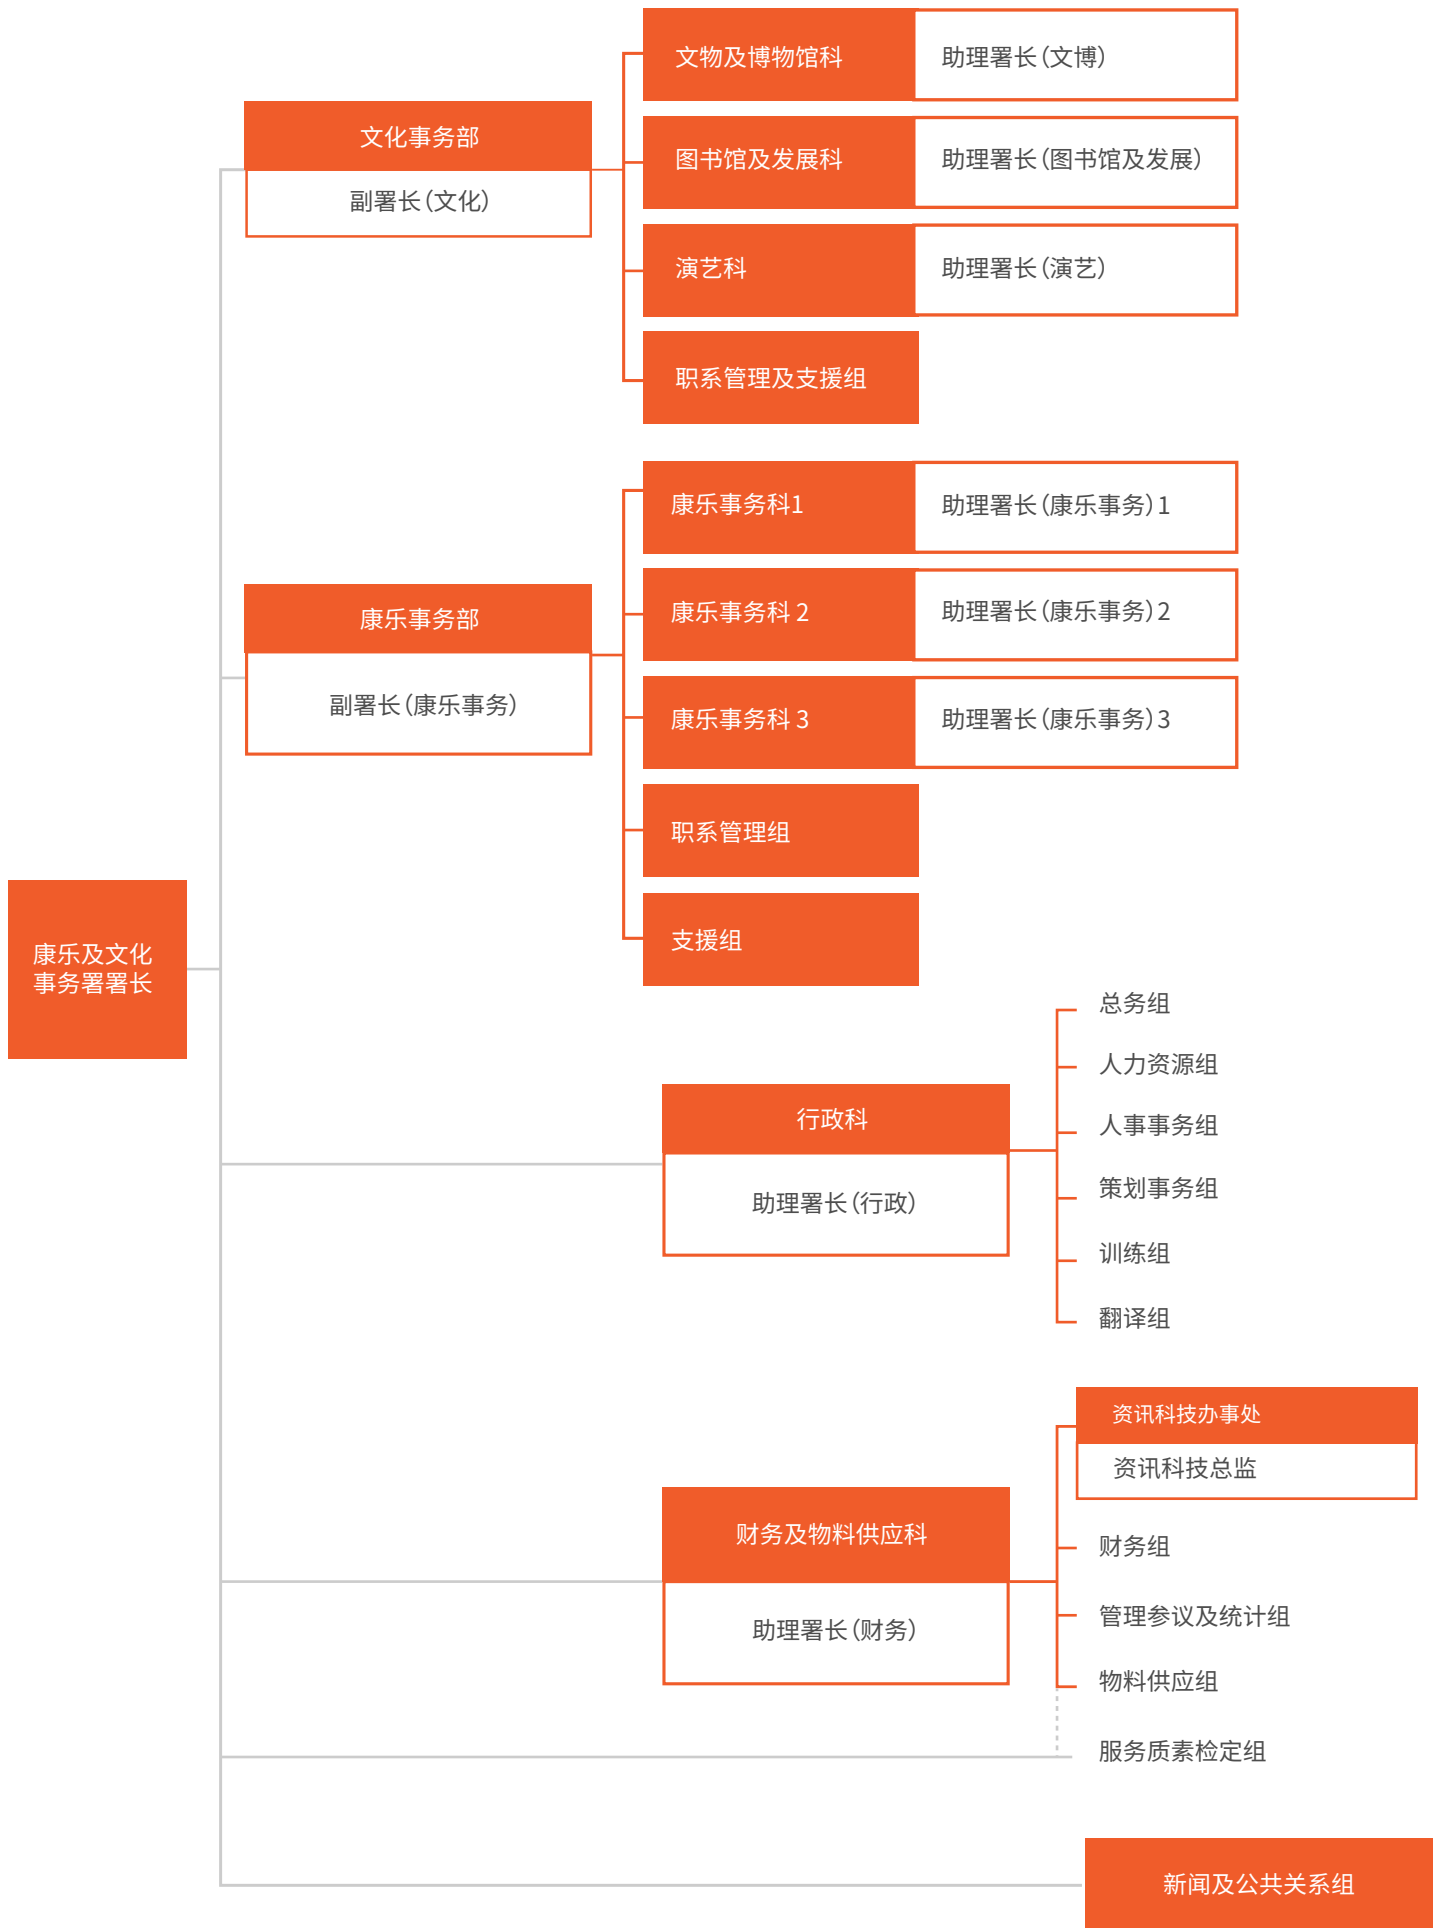 文物及博物馆科
助理署长(文博)
文化事务部
副署长(文化)
图书馆及发展科
助理署长(图书馆及发展)
演艺科
助理署长(演艺)
职系管理及支援组
康乐事务科1
助理署长(康乐事务)1
康乐事务部
副署长(康乐事务)
康乐事务科 2
助理署长(康乐事务)2
康乐事务科 3
助理署长(康乐事务)3
职系管理组
支援组
康乐及文化
事务署署长
总务组
人力资源组
行政科
助理署长(行政)
人事事务组
策划事务组
训练组
翻译组
资讯科技办事处
资讯科技总监
财务及物料供应科
助理署长(财务)
财务组
管理参议及统计组
物料供应组
服务质素检定组
新闻及公共关系组